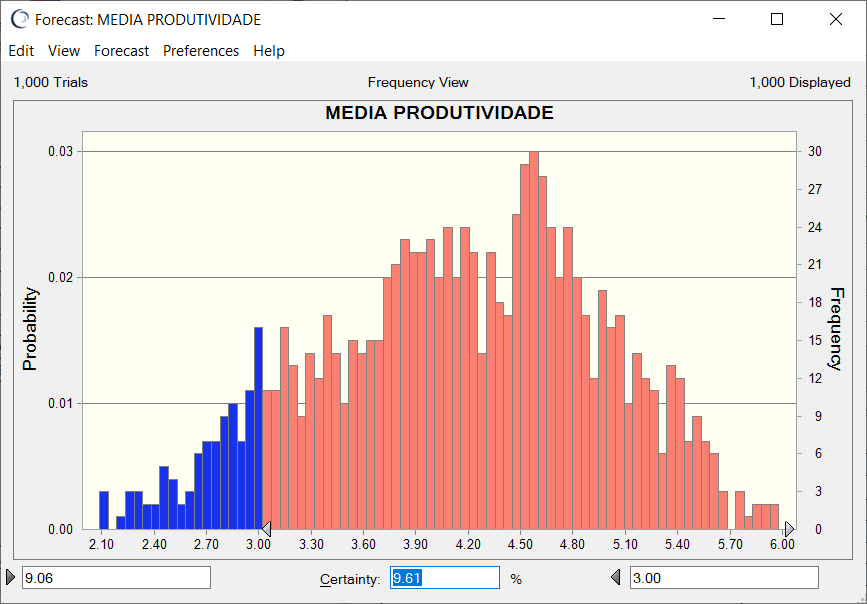 Forecast: MEDIA PRODUTIVIDADE
Edit View Forecast Preferences Help
1,000 Trials Frequency View 1,000 Displayed
MEDIA PRODUTIVIDADE
0.03
0.02
0.01
0.00
Probability
30
27
24
21
18
15
12
9
6
3
0
Frequency
2.10 2.40 2.70 3.00 3.30 3.60 3.90 4.20 4.50 4.80 5.10 5.40 5.70 6.00
9.06 Certainty: 9.61 % 3.00